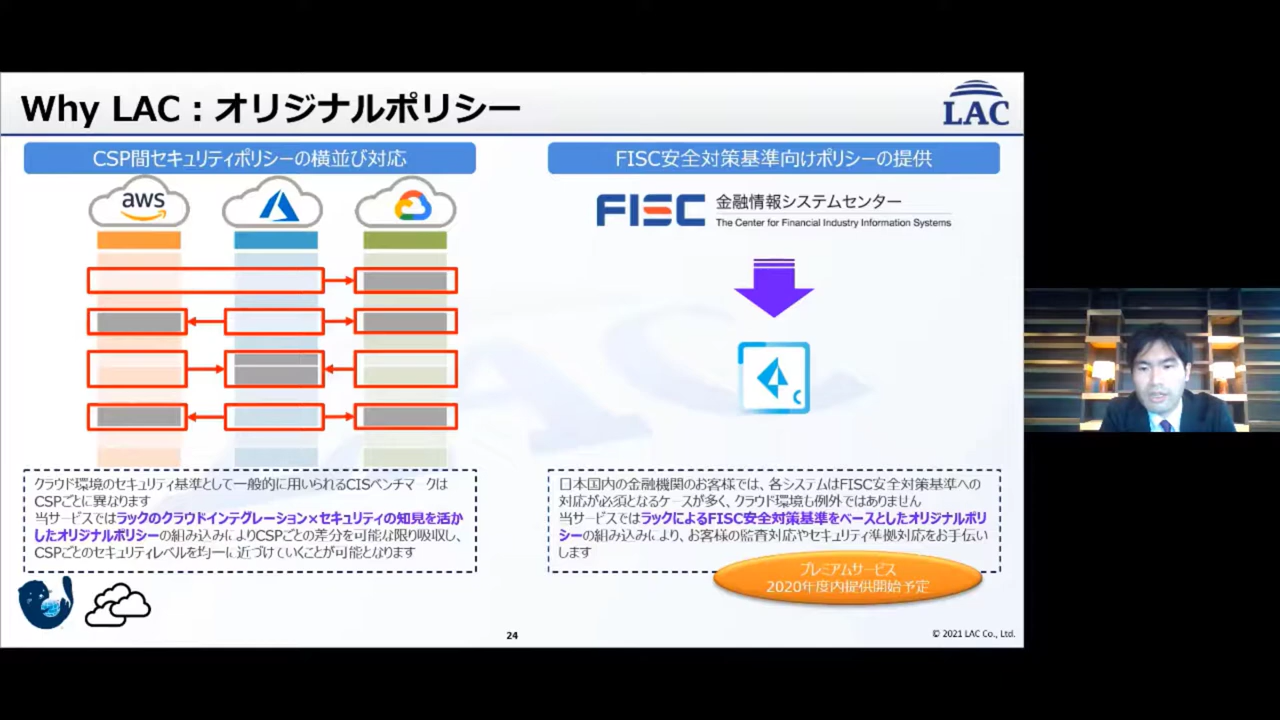 Why LAC：オリジナルポリシー
LAC
CSP間セキュリティポリシーの横並び対応
aws
クラウド環境のセキュリティ基準として一般的に用いられるCISベンチマークは
CSPごとに異なります
当サービスではラックのクラウドインテグレーション×セキュリティの知見を活か
したオリジナルポリシーの組み込みによりCSPごとの差分を可能な限り吸収し、
CSPごとのセキュリティレベルを均一に近づけていくことが可能となります
FISC安全対策基準向けポリシーの提供
FISC 金融情報システムセンター
The Center for Financial Industry Information Systems
C
日本国内の金融機関のお客様では、各システムはFISC安全対策基準への
対応が必須となるケースが多く、クラウド環境も例外ではありません
当サービスではラックによるFISC安全対策基準をベースとしたオリジナルポリ
シーの組み込みにより、お客様の監査対応やセキュリティ準拠対応をお手伝い
します
プレミアムサービス
2020年度内提供開始予定
24
© 2021 LAC Co., Ltd.